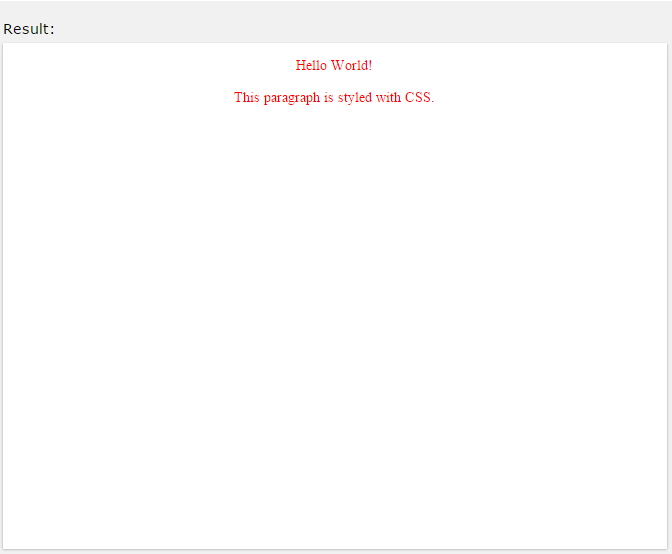 Result:
Hello World!
This paragraph is styled with CSS.